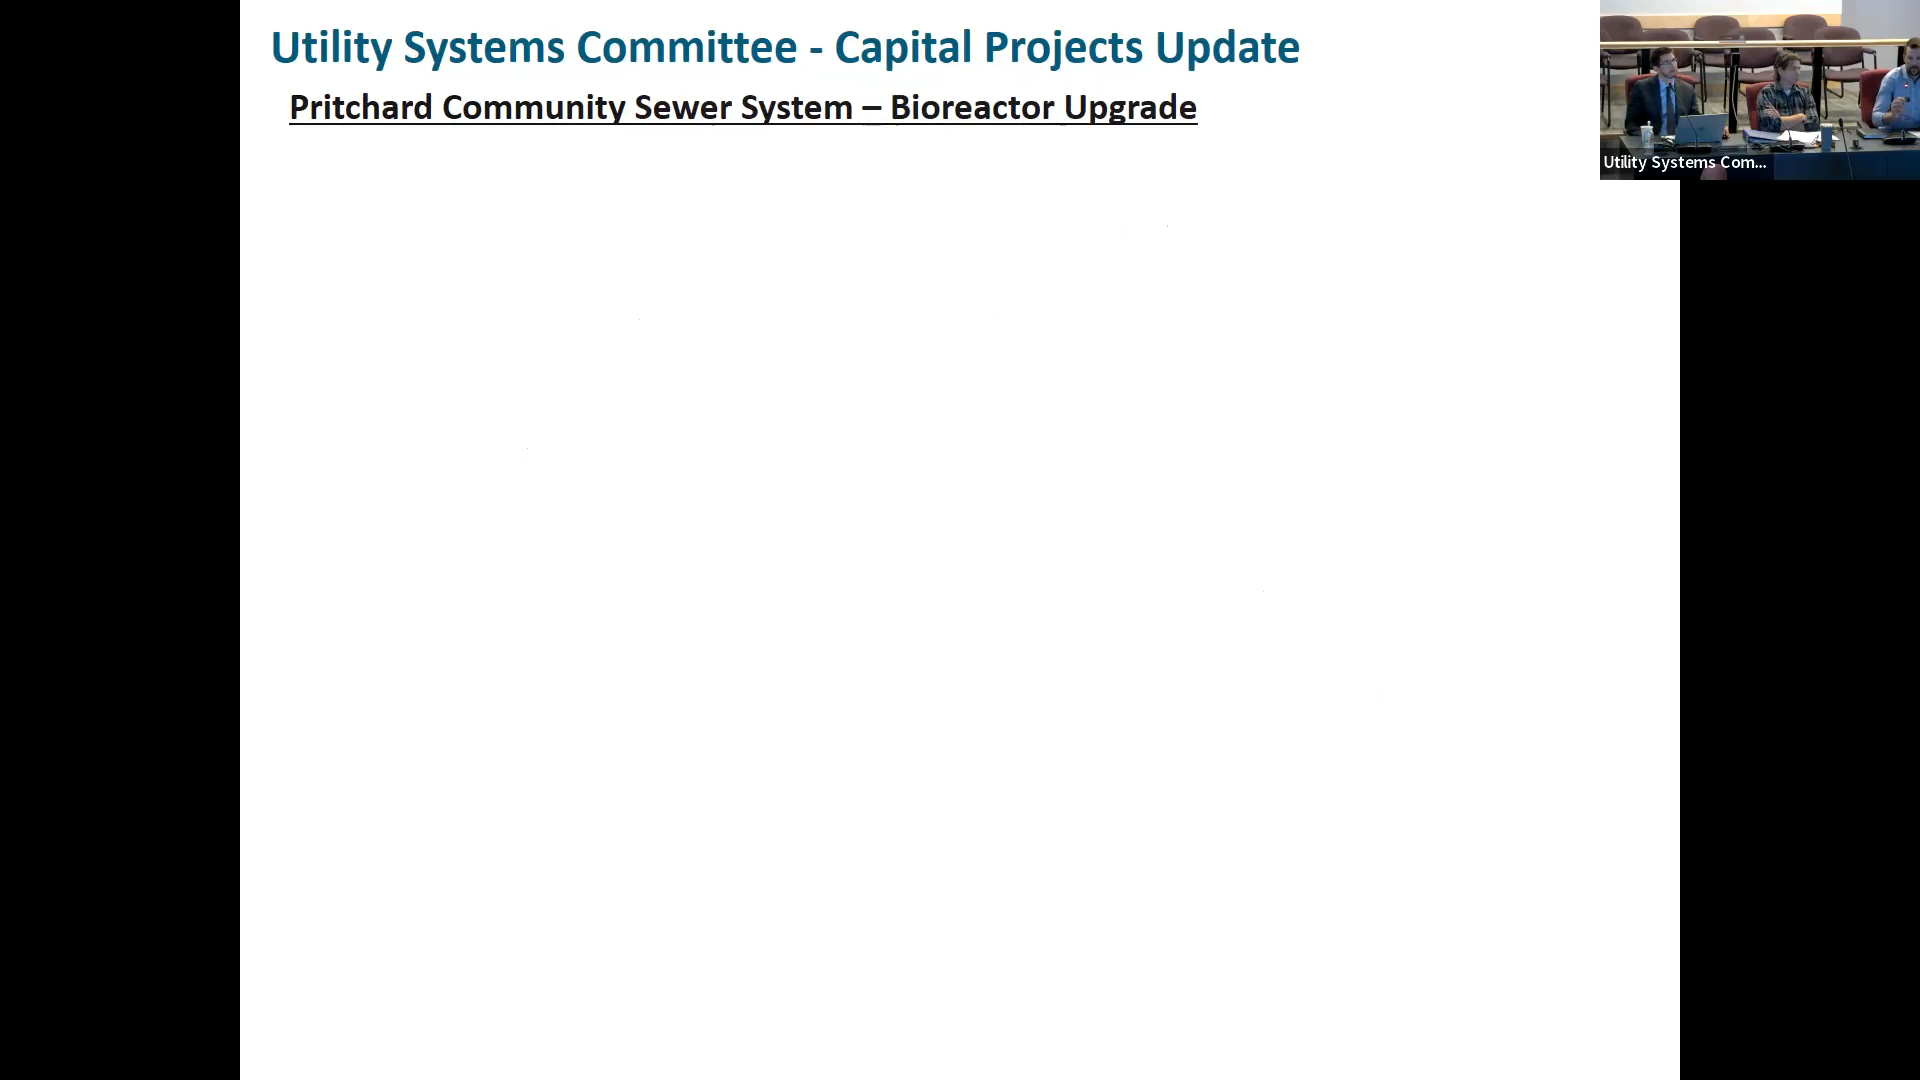 Utility Systems Committee - Capital Projects Update
Pritchard Community Sewer System – Bioreactor Upgrade
Utility Systems Com...